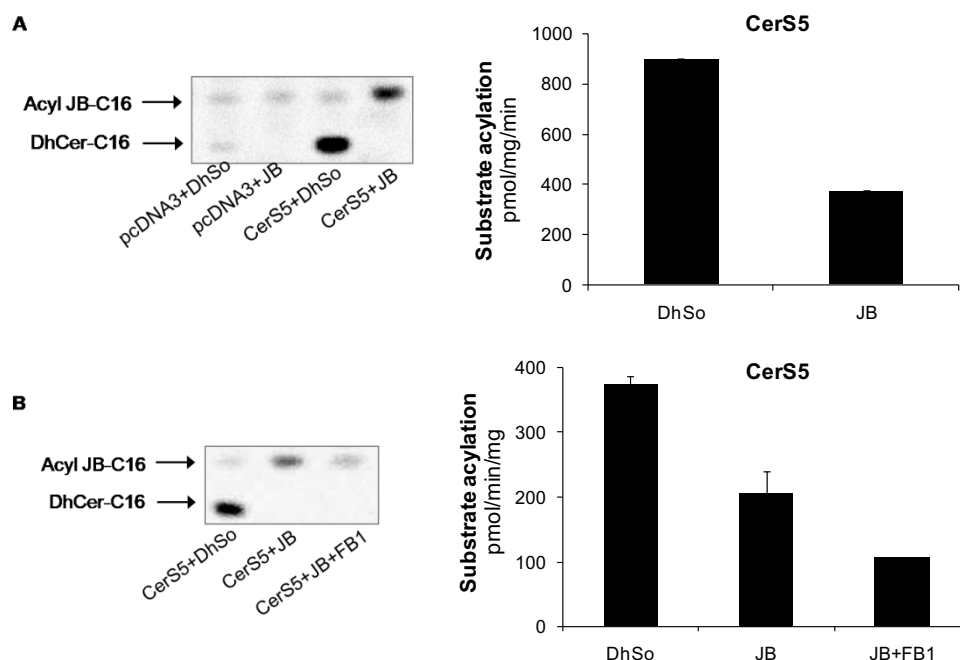 A
Acyl JB-C16
DhCer-C16
pcDNA3+DhSo
pcDNA3+JB
CerS5+DhSo
CerS5+JB
CerS5
Substrate acylation
pmol/mg/min
1000
800
600
400
200
0
DhSo
JB
B
Acyl JB-C16
DhCer-C16
CerS5+DhSo
CerS5+JB
CerS5+JB+FB1
CerS5
Substrate acylation
pmol/min/mg
400
300
200
100
0
DhSo
JB
JB+FB1